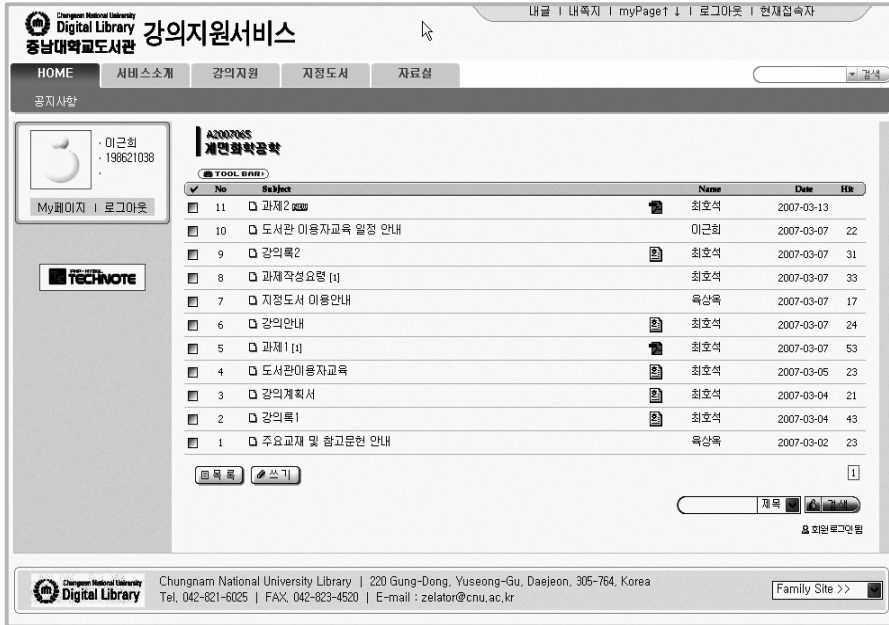 Chungnam National University
Digital Library
충남대학교도서관
강의지원서비스
내글 | 내쪽지 | myPage↑↓ | 로그아웃 | 현재접속자
HOME 서비스소개 강의지원 지정도서 자료실
검색
공지사항
· 이근희
· 198621038
·
My페이지 | 로그아웃
PHP-MYSQL
TECHNOTE
A2007065
계면화학공학
TOOL BAR
No Subject Name Date Hit
11 과제2 NEW 최호석 2007-03-13
10 도서관 이용자교육 일정 안내 이근희 2007-03-07 22
9 강의록2 최호석 2007-03-07 31
8 과제작성요령 [1] 최호석 2007-03-07 33
7 지정도서 이용안내 육상옥 2007-03-07 17
6 강의안내 최호석 2007-03-07 24
5 과제1 [1] 최호석 2007-03-07 53
4 도서관이용자교육 최호석 2007-03-05 23
3 강의계획서 최호석 2007-03-04 21
2 강의록1 최호석 2007-03-04 43
1 주요교재 및 참고문헌 안내 육상옥 2007-03-02 23
목록 쓰기 1
제목 검색
회원로그인됨
Chungnam National University
Digital Library
Chungnam National University Library | 220 Gung-Dong, Yuseong-Gu, Daejeon, 305-764, Korea
Tel, 042-821-6025 | FAX, 042-823-4520 | E-mail : zelator@cnu,ac,kr
Family Site >>